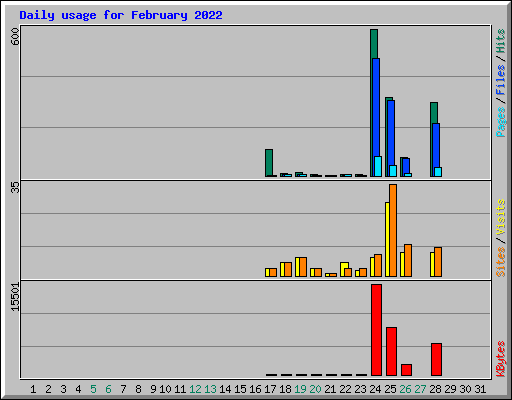 Daily usage for February 2022
600
35
15501
Pages/Files/Hits
Sites/Visits
KBytes
1 2 3 4 5 6 7 8 9 10 11 12 13 14 15 16 17 18 19 20 21 22 23 24 25 26 27 28 29 30 31